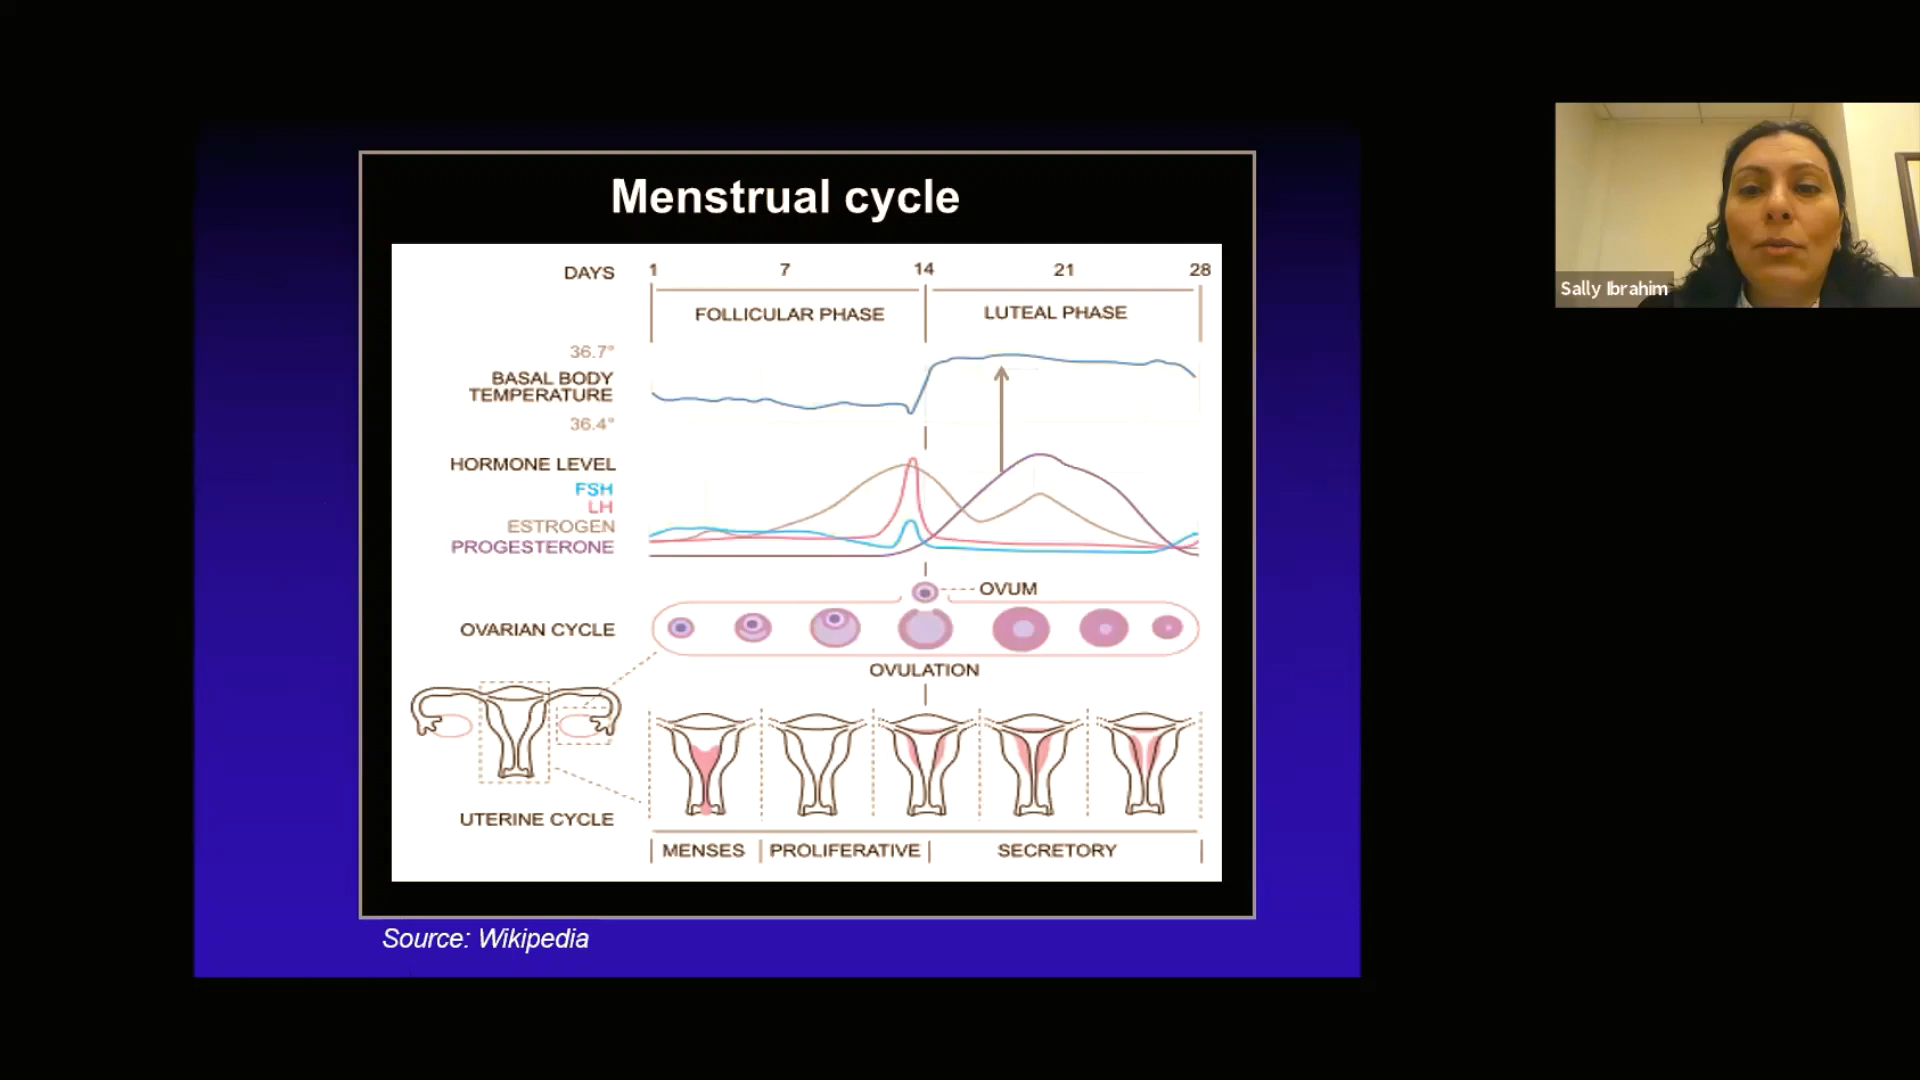 Menstrual cycle
DAYS 1 7 14 21 28
FOLLICULAR PHASE LUTEAL PHASE
36.7°
BASAL BODY
TEMPERATURE
36.4°
HORMONE LEVEL
FSH
LH
ESTROGEN
PROGESTERONE
OVUM
OVARIAN CYCLE
OVULATION
UTERINE CYCLE
MENSES PROLIFERATIVE SECRETORY
Source: Wikipedia
Sally Ibrahim